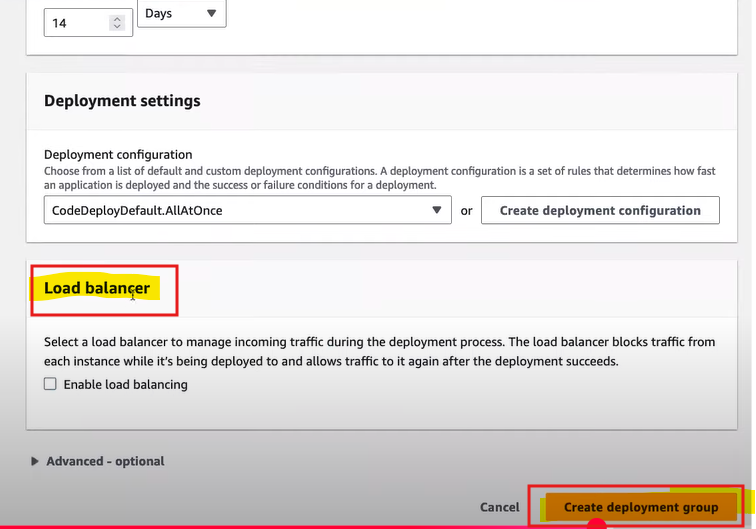 14
Days
Deployment settings
Deployment configuration
Choose from a list of default and custom deployment configurations. A deployment configuration is a set of rules that determines how fast
an application is deployed and the success or failure conditions for a deployment.
CodeDeployDefault.AllAtOnce
or
Create deployment configuration
Load balancer
Select a load balancer to manage incoming traffic during the deployment process. The load balancer blocks traffic from
each instance while it's being deployed to and allows traffic to it again after the deployment succeeds.
Enable load balancing
Advanced - optional
Cancel
Create deployment group